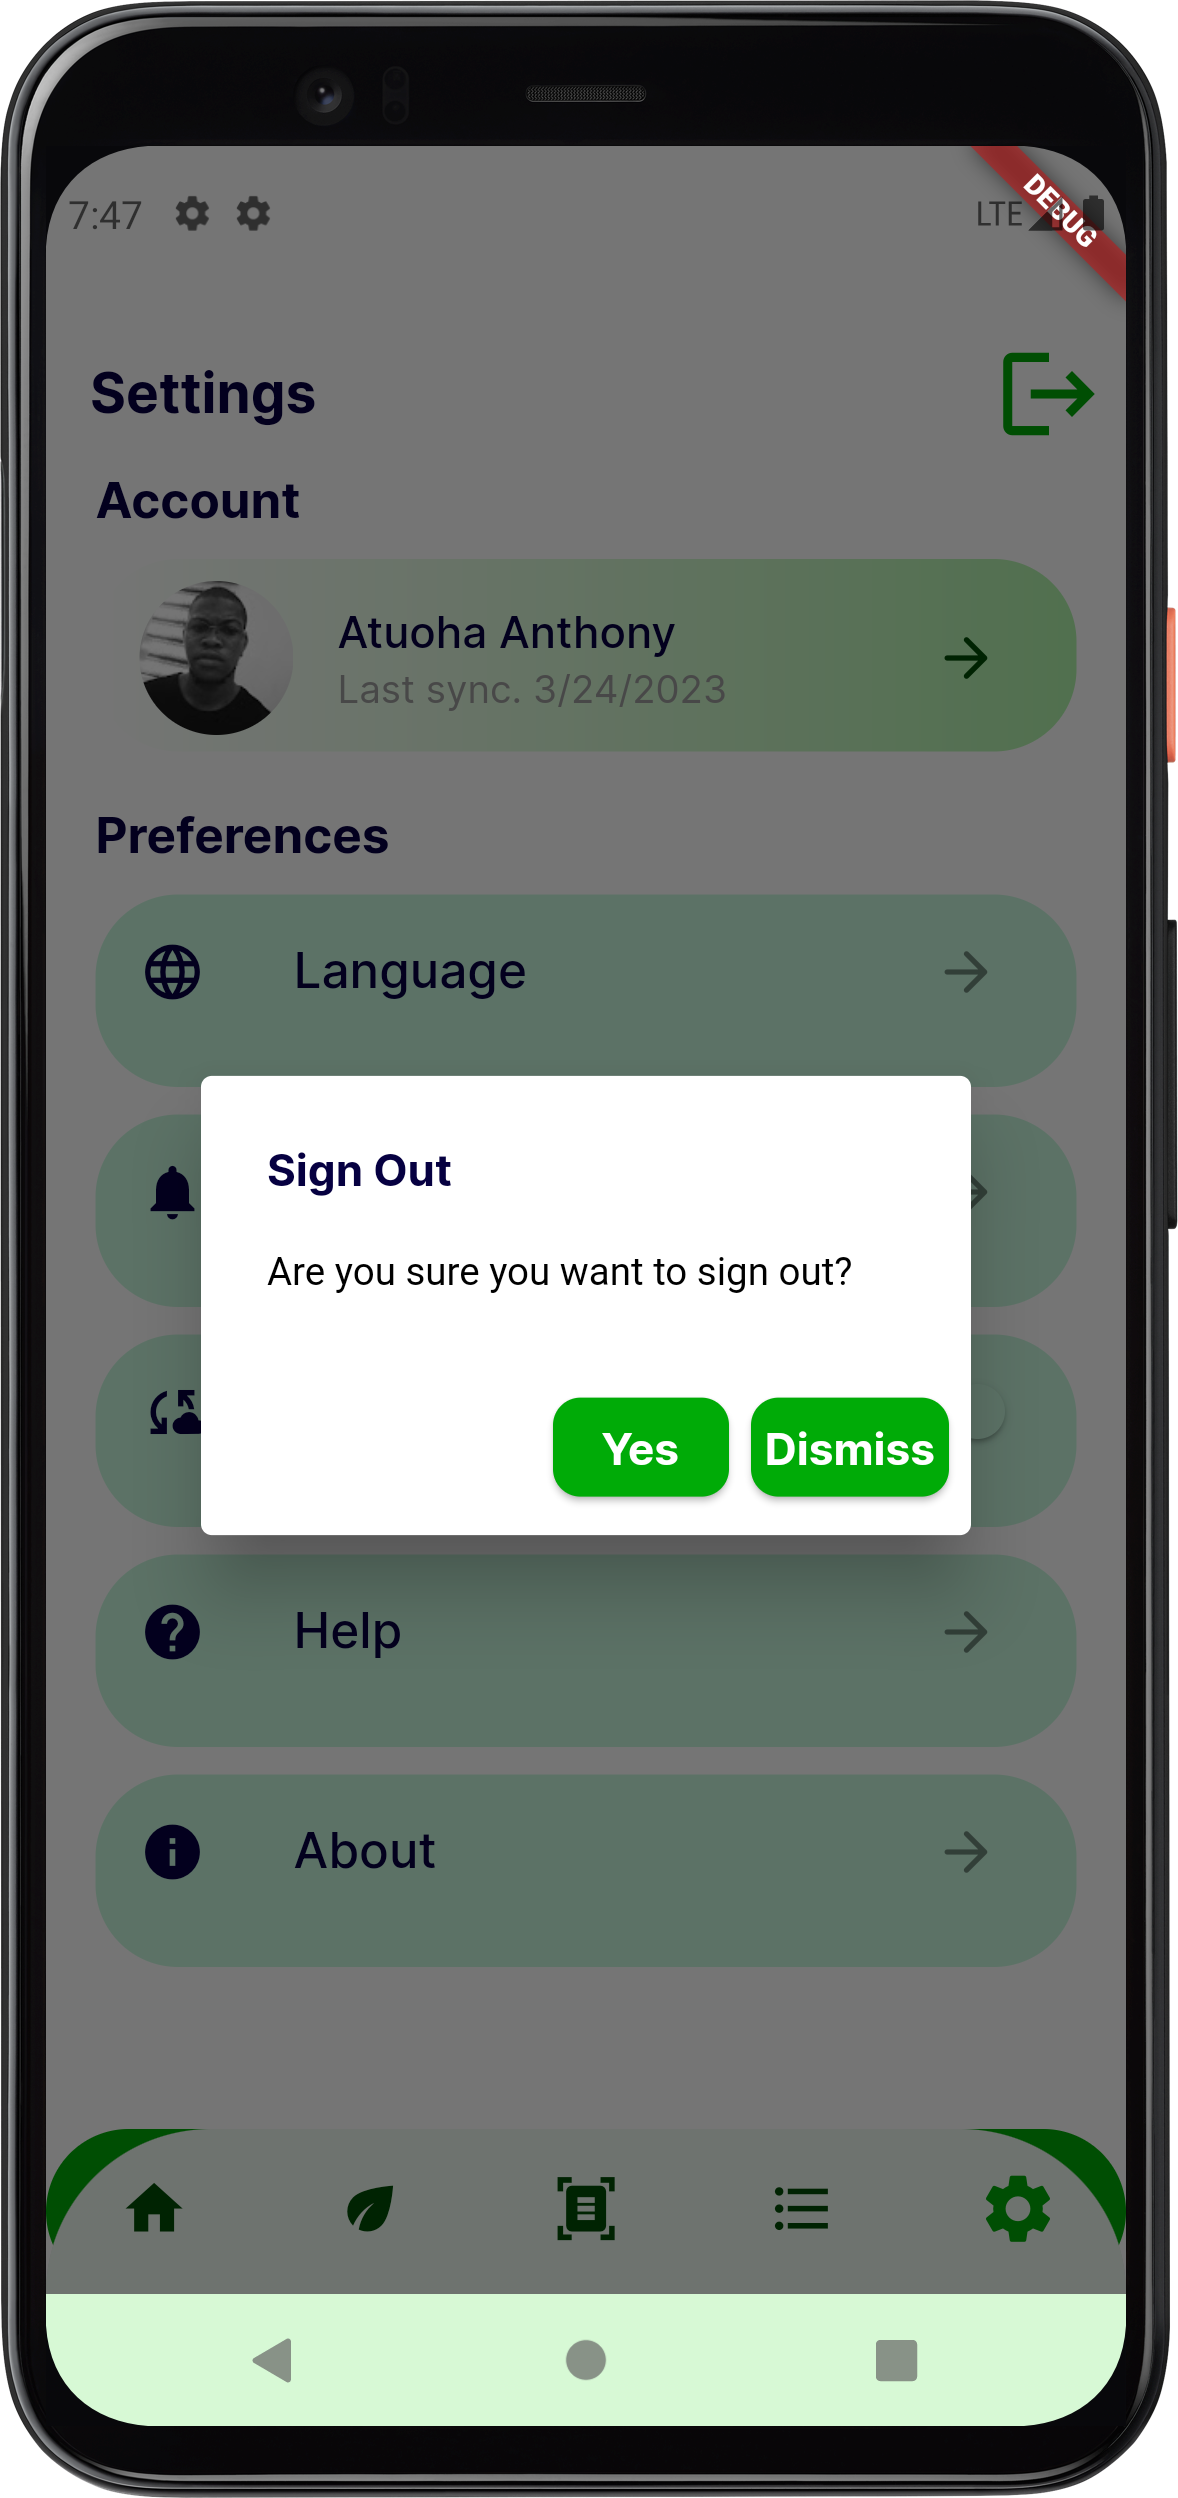 7:47
LTE
DEBUG
Settings
Account
Atuoha Anthony
Last sync. 3/24/2023
Preferences
Language
Sign Out
Are you sure you want to sign out?
Yes Dismiss
Help
About